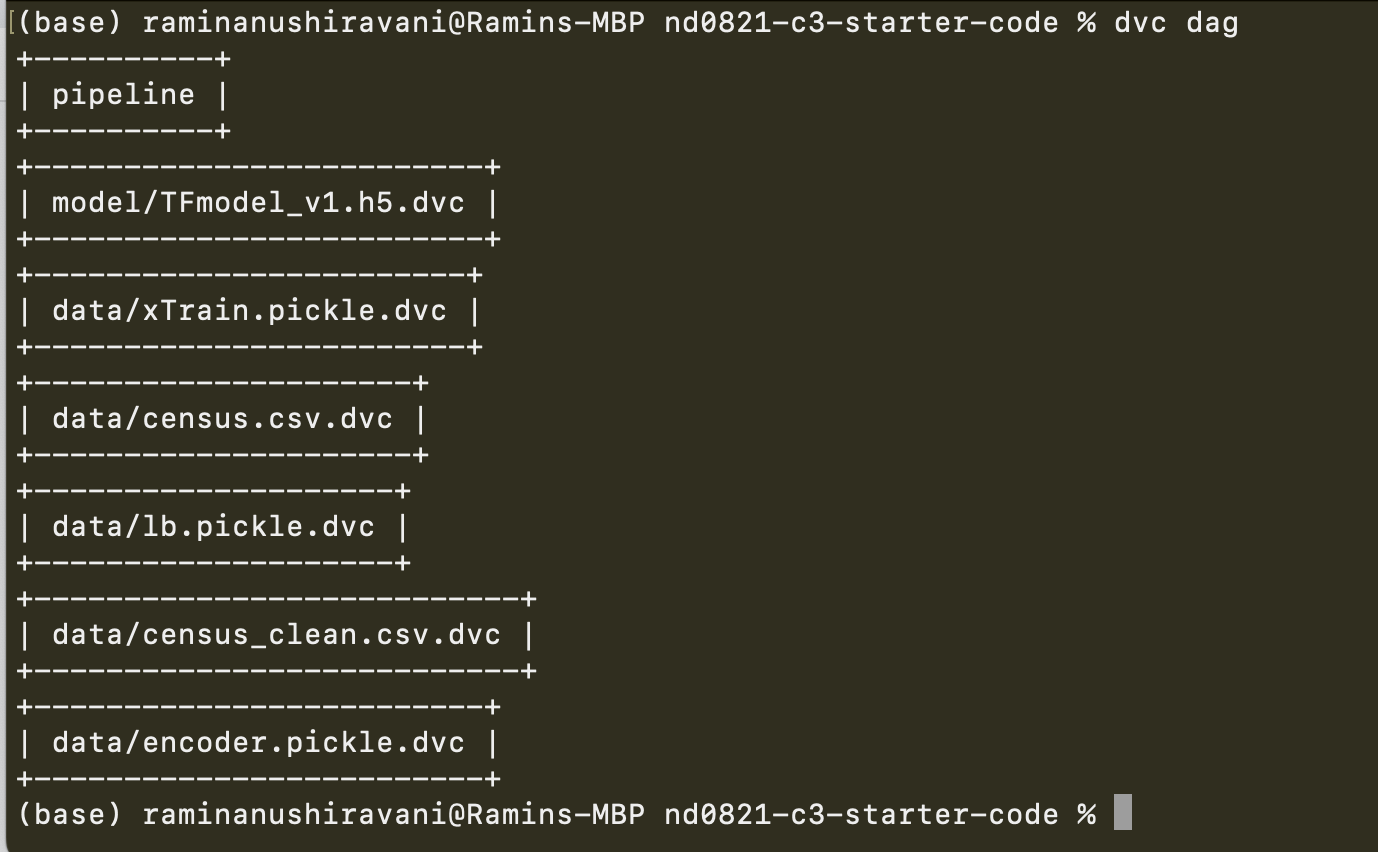 [(base) raminanushiravani@Ramins-MBP nd0821-c3-starter-code % dvc dag
+----------+
| pipeline |
+----------+
+-------------------------+
| model/TFmodel_v1.h5.dvc |
+-------------------------+
+------------------------+
| data/xTrain.pickle.dvc |
+------------------------+
+---------------------+
| data/census.csv.dvc |
+---------------------+
+--------------------+
| data/lb.pickle.dvc |
+--------------------+
+---------------------------+
| data/census_clean.csv.dvc |
+---------------------------+
+-------------------------+
| data/encoder.pickle.dvc |
+-------------------------+
(base) raminanushiravani@Ramins-MBP nd0821-c3-starter-code %